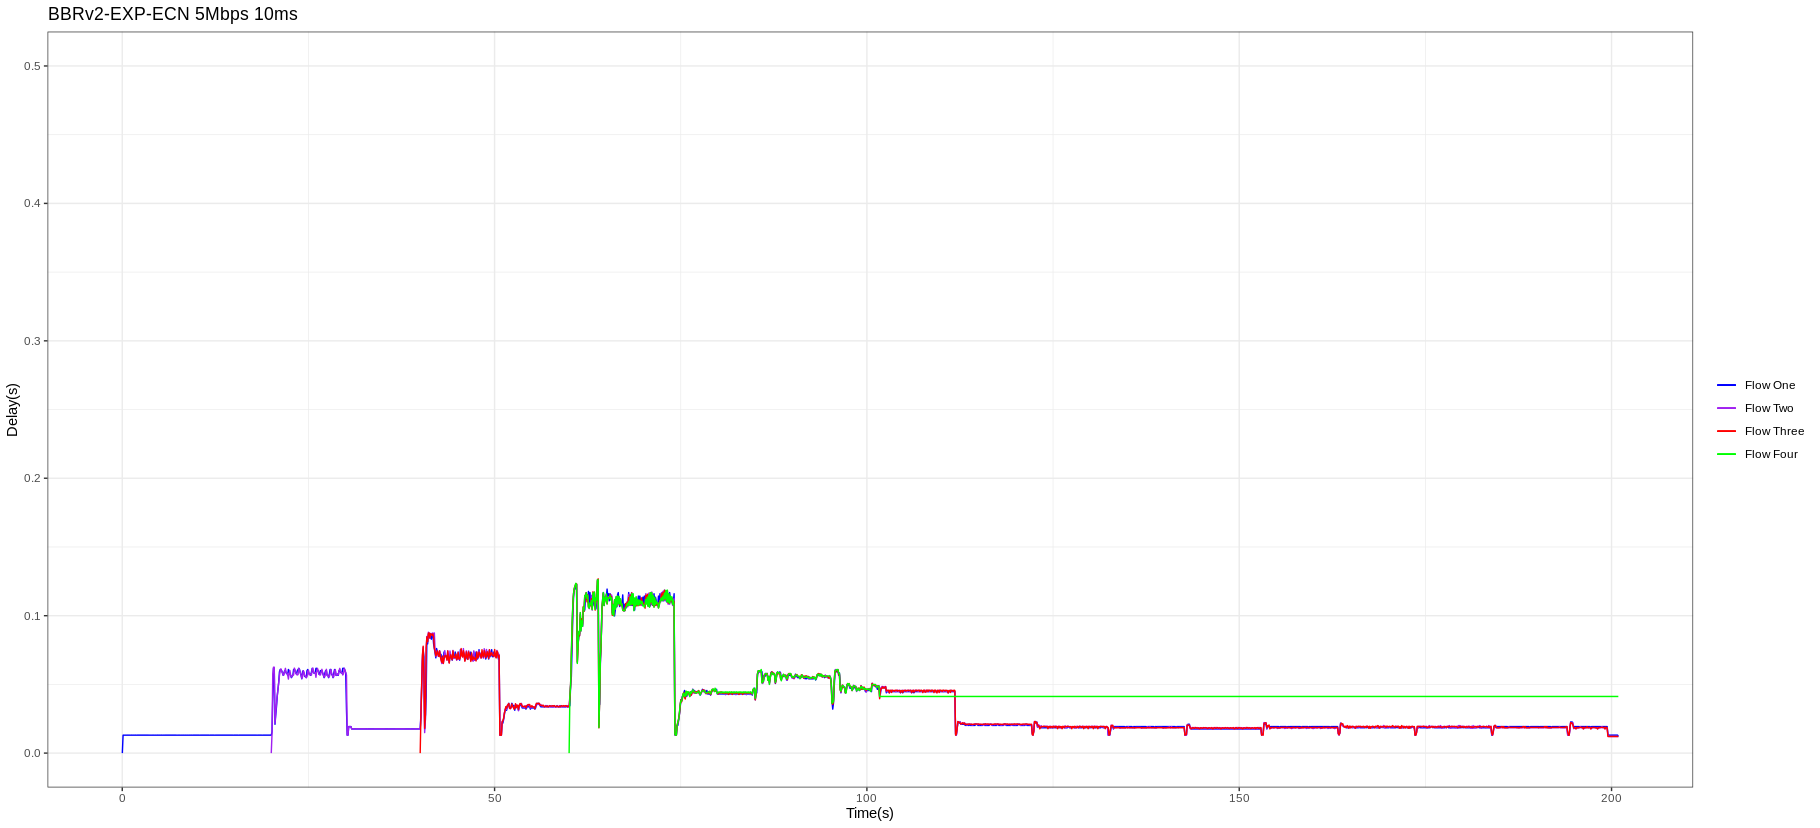 BBRv2-EXP-ECN 5Mbps 10ms
0.5
0.4
0.3
0.2
0.1
0.0
Delay(s)
0
50
100
150
200
Time(s)
Flow One
Flow Two
Flow Three
Flow Four